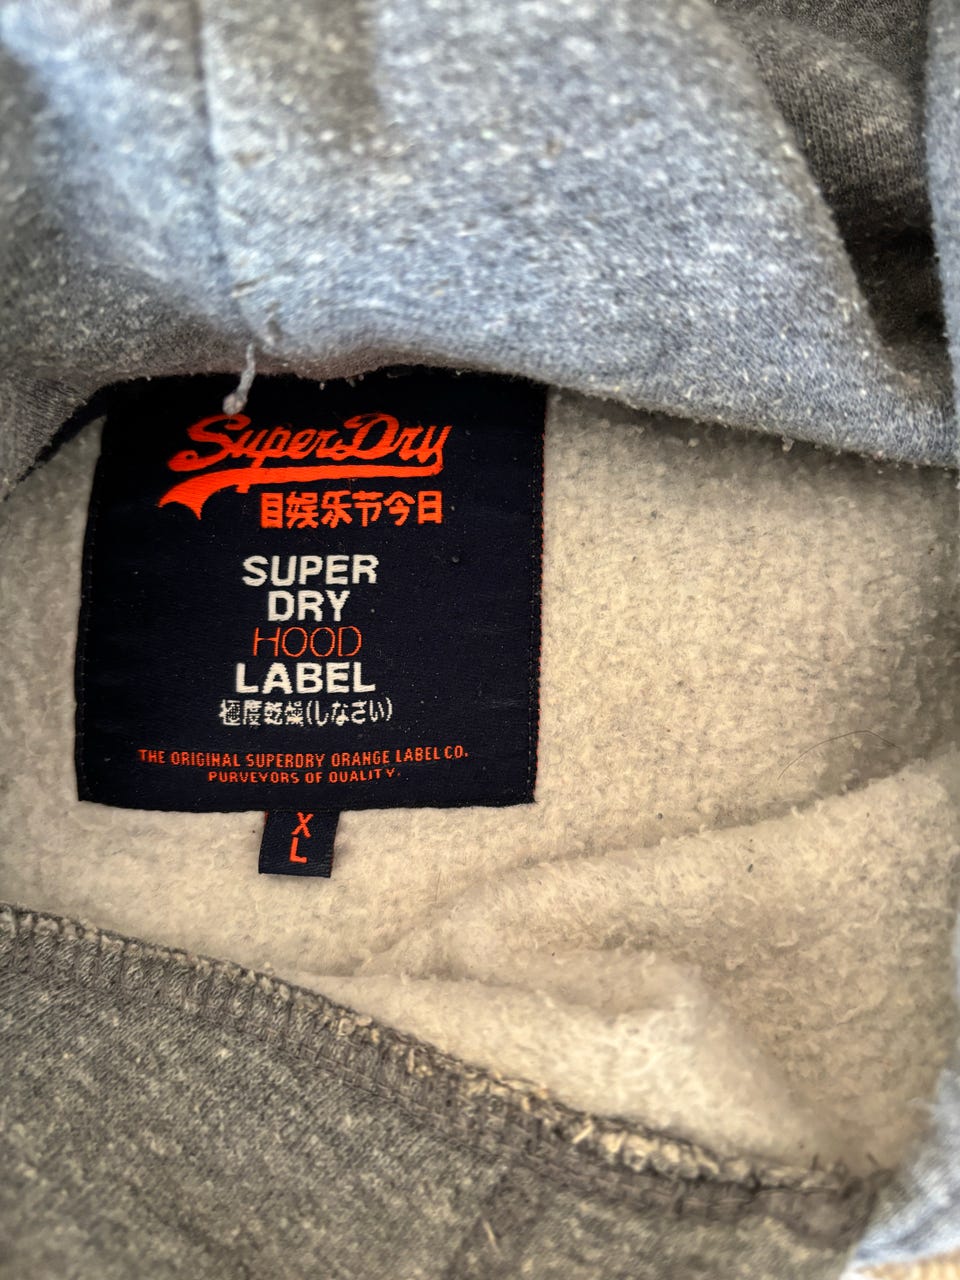 SuperDry
目娱乐节今日
SUPER
DRY
HOOD
LABEL
極度乾燥(しなさい)
THE ORIGINAL SUPERDRY ORANGE LABEL CO.
PURVEYORS OF QUALITY.
X
L